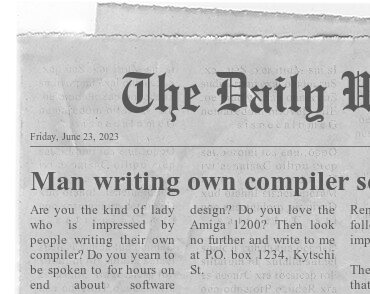 The Daily
Friday, June 23, 2023
Man writing own compiler
Are you the kind of lady
who is impressed by
people writing their own
compiler? Do you yearn to
be spoken to for hours on
end about software
design? Do you love the
Amiga 1200? Then look
no further and write to me
at P.O. box 1234, Kytschi
St.